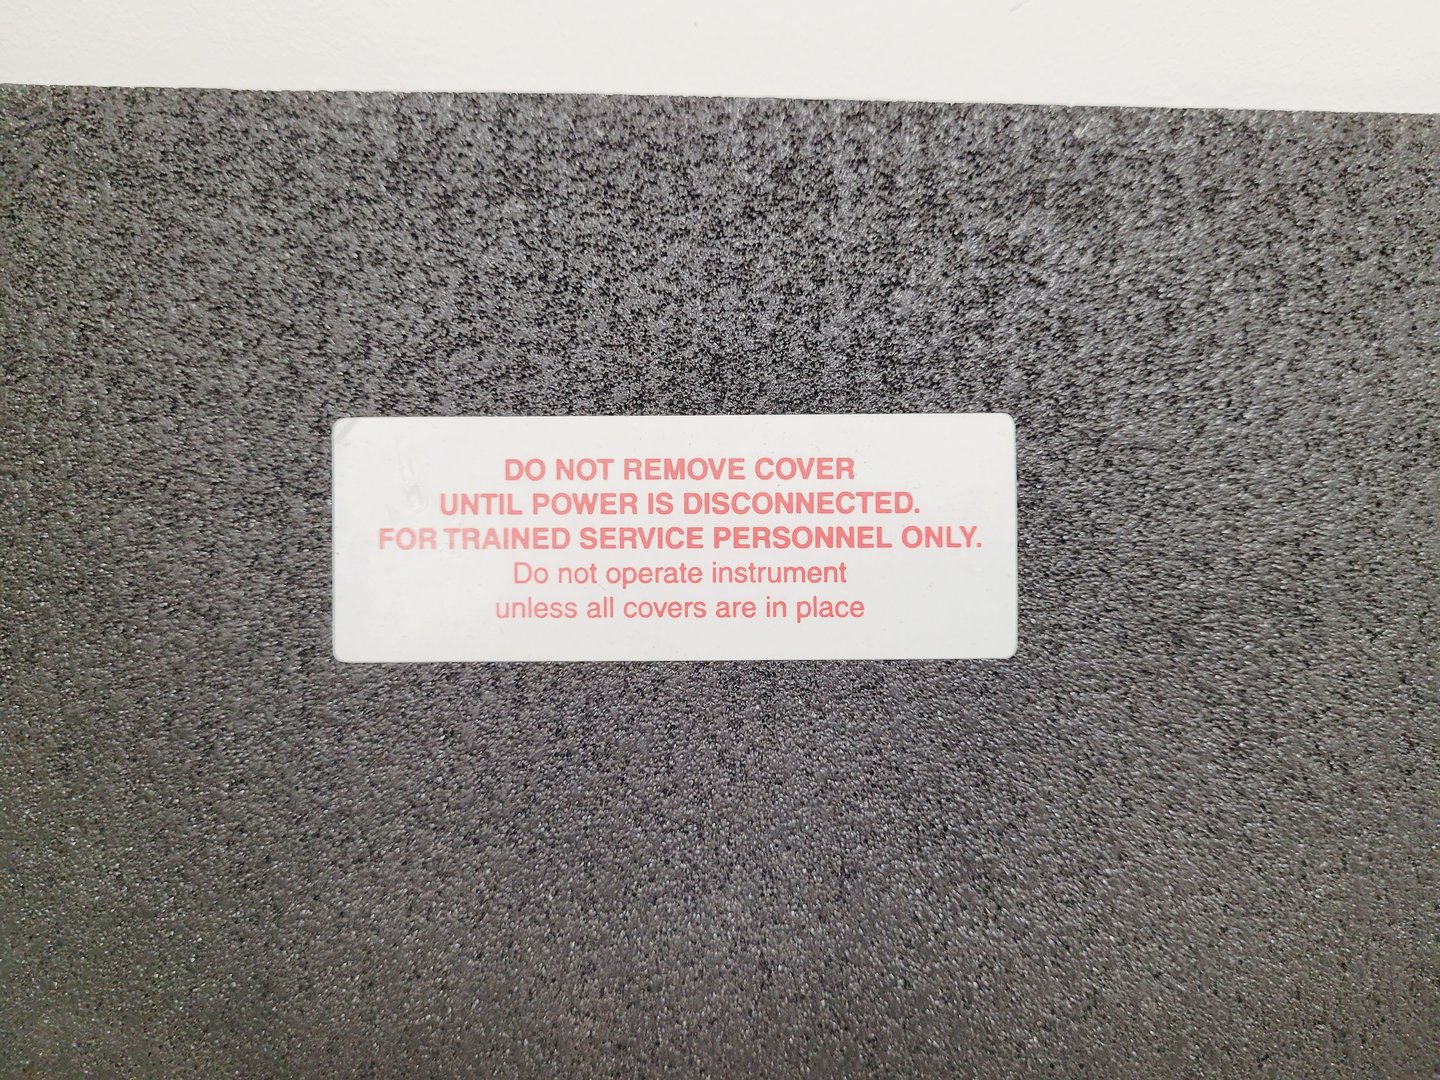 DO NOT REMOVE COVER
UNTIL POWER IS DISCONNECTED.
FOR TRAINED SERVICE PERSONNEL ONLY.
Do not operate instrument
unless all covers are in place